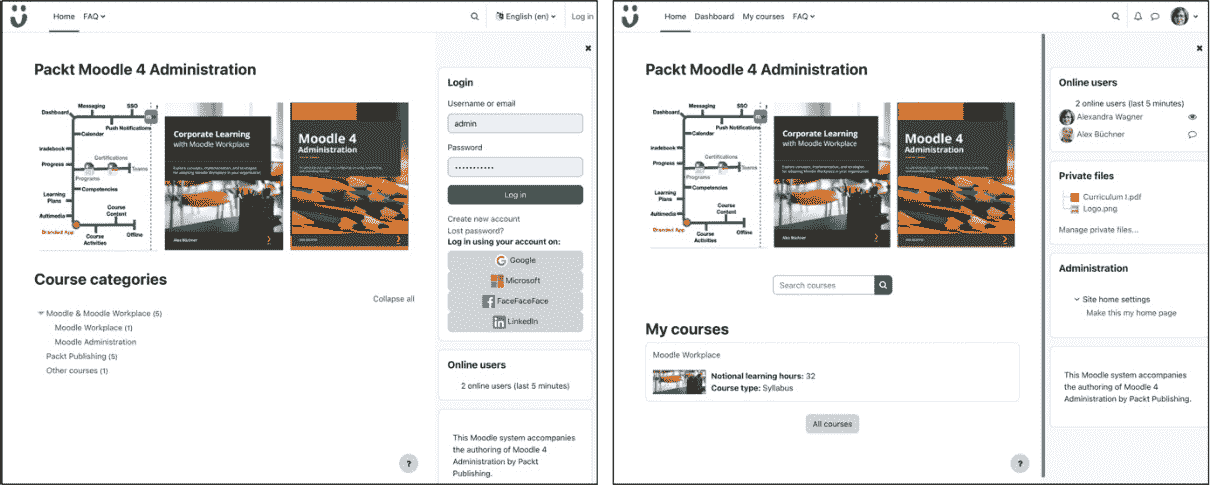 Home
FAQ
English (en)
Log in
Packt Moodle 4 Administration
Dashboard
Messaging
SSO
Push Notifications
Calender
Gradebook
Certifications
Progress
Teams
Programs
Learning
Plans
Competencies
Multimedia
Course
Content
Branded App
Course
Activities
Offline
Corporate Learning
with Moodle Workplace
Alex Büchner
Moodle 4
Administration
Course categories
Collapse all
Moodle & Moodle Workplace (5)
Moodle Workplace (1)
Moodle Administration
Packt Publishing (5)
Other courses (1)
Login
Username or email
admin
Password
Log in
Create new account
Lost password?
Log in using your account on:
Google
Microsoft
FaceFaceFace
LinkedIn
Online users
2 online users (last 5 minutes)
This Moodle system accompanies
the authoring of Moodle 4
Administration by Packt
Publishing.
?
Home
Dashboard
My courses
FAQ
Packt Moodle 4 Administration
Dashboard
Messaging
SSO
Push Notifications
Calender
Gradebook
Certifications
Progress
Teams
Programs
Learning
Plans
Competencies
Multimedia
Course
Content
Branded App
Course
Activities
Offline
Corporate Learning
with Moodle Workplace
Alex Büchner
Moodle 4
Administration
Search courses
My courses
Moodle Workplace
Notional learning hours: 32
Course type: Syllabus
All courses
Online users
2 online users (last 5 minutes)
Alexandra Wagner
Alex Büchner
Private files
Curriculum I.pdf
Logo.png
Manage private files...
Administration
Site home settings
Make this my home page
This Moodle system accompanies
the authoring of Moodle 4
Administration by Packt Publishing.
?